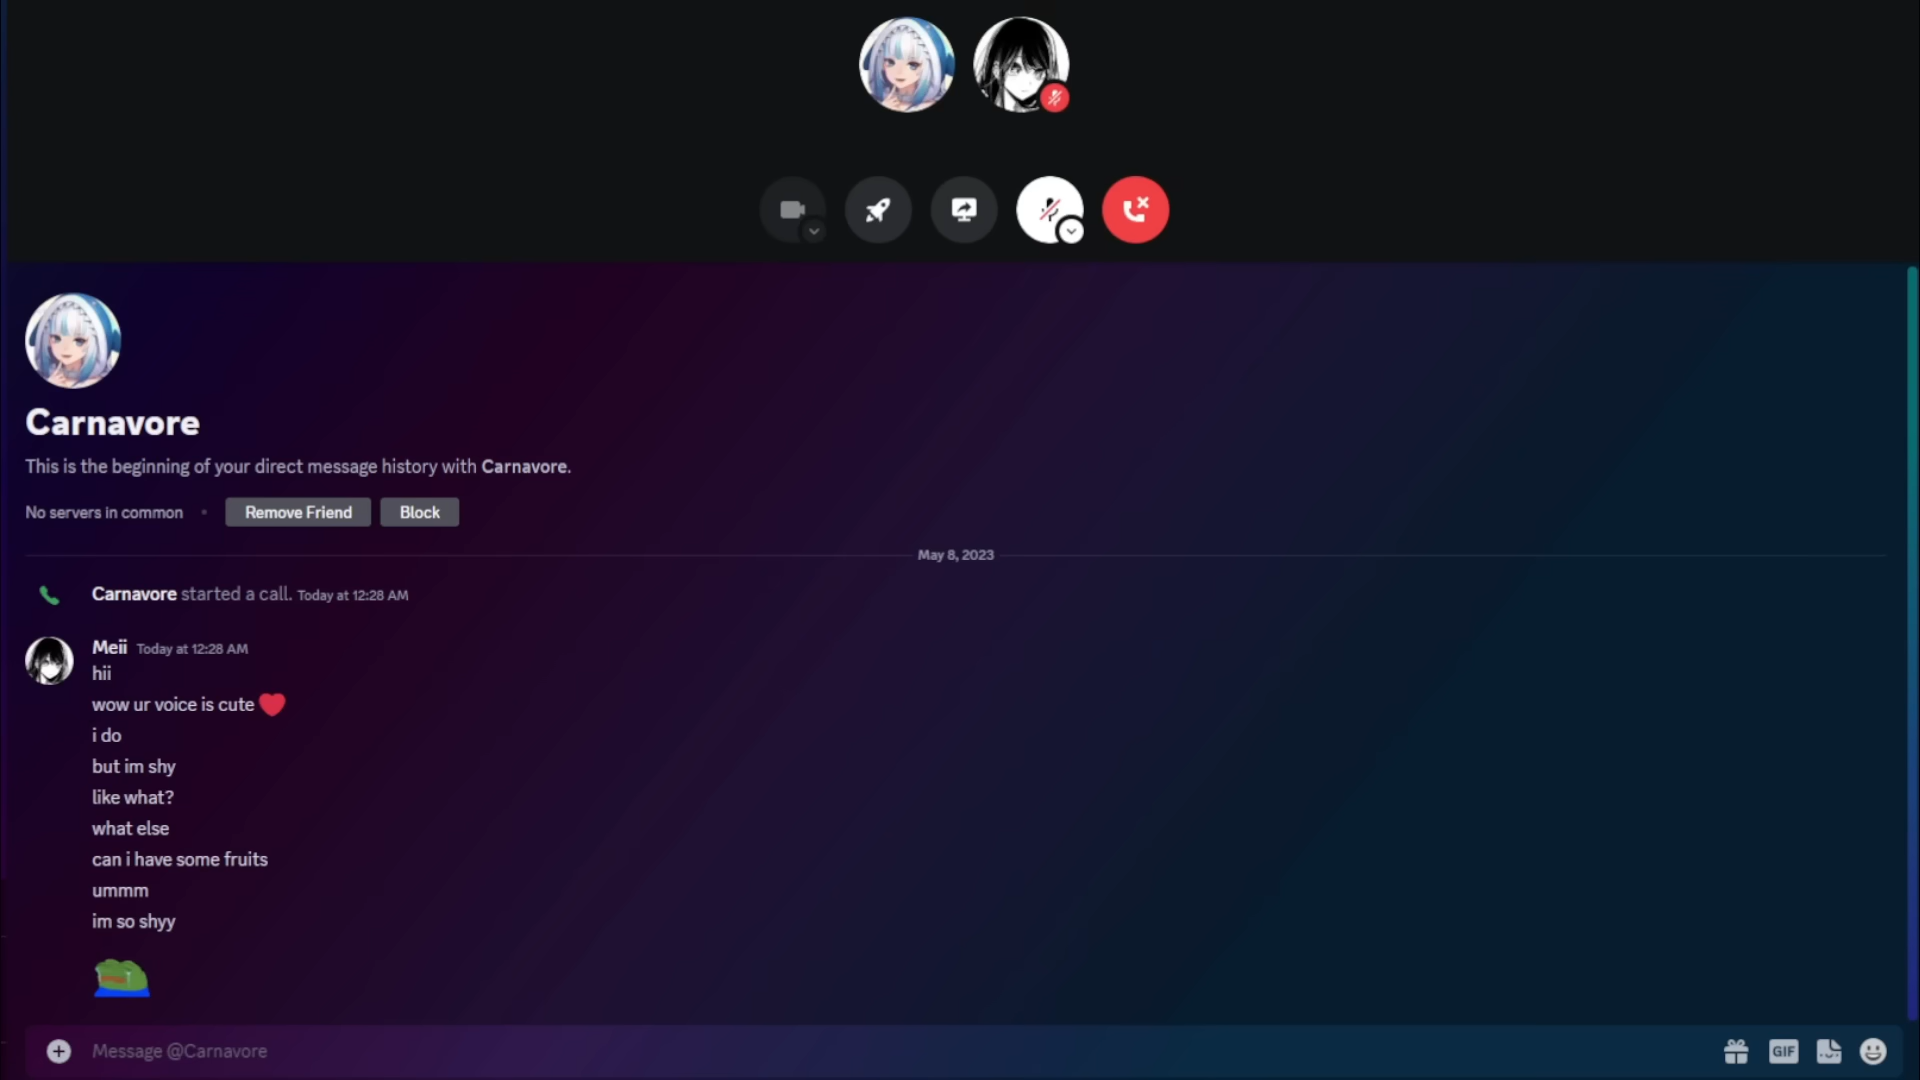 Carnavore
This is the beginning of your direct message history with Carnavore.
No servers in common • Remove Friend Block
May 8, 2023
Carnavore started a call. Today at 12:28 AM
Meii Today at 12:28 AM
hii
wow ur voice is cute ❤️
i do
but im shy
like what?
what else
can i have some fruits
ummm
im so shyy
Message @Carnavore
GIF